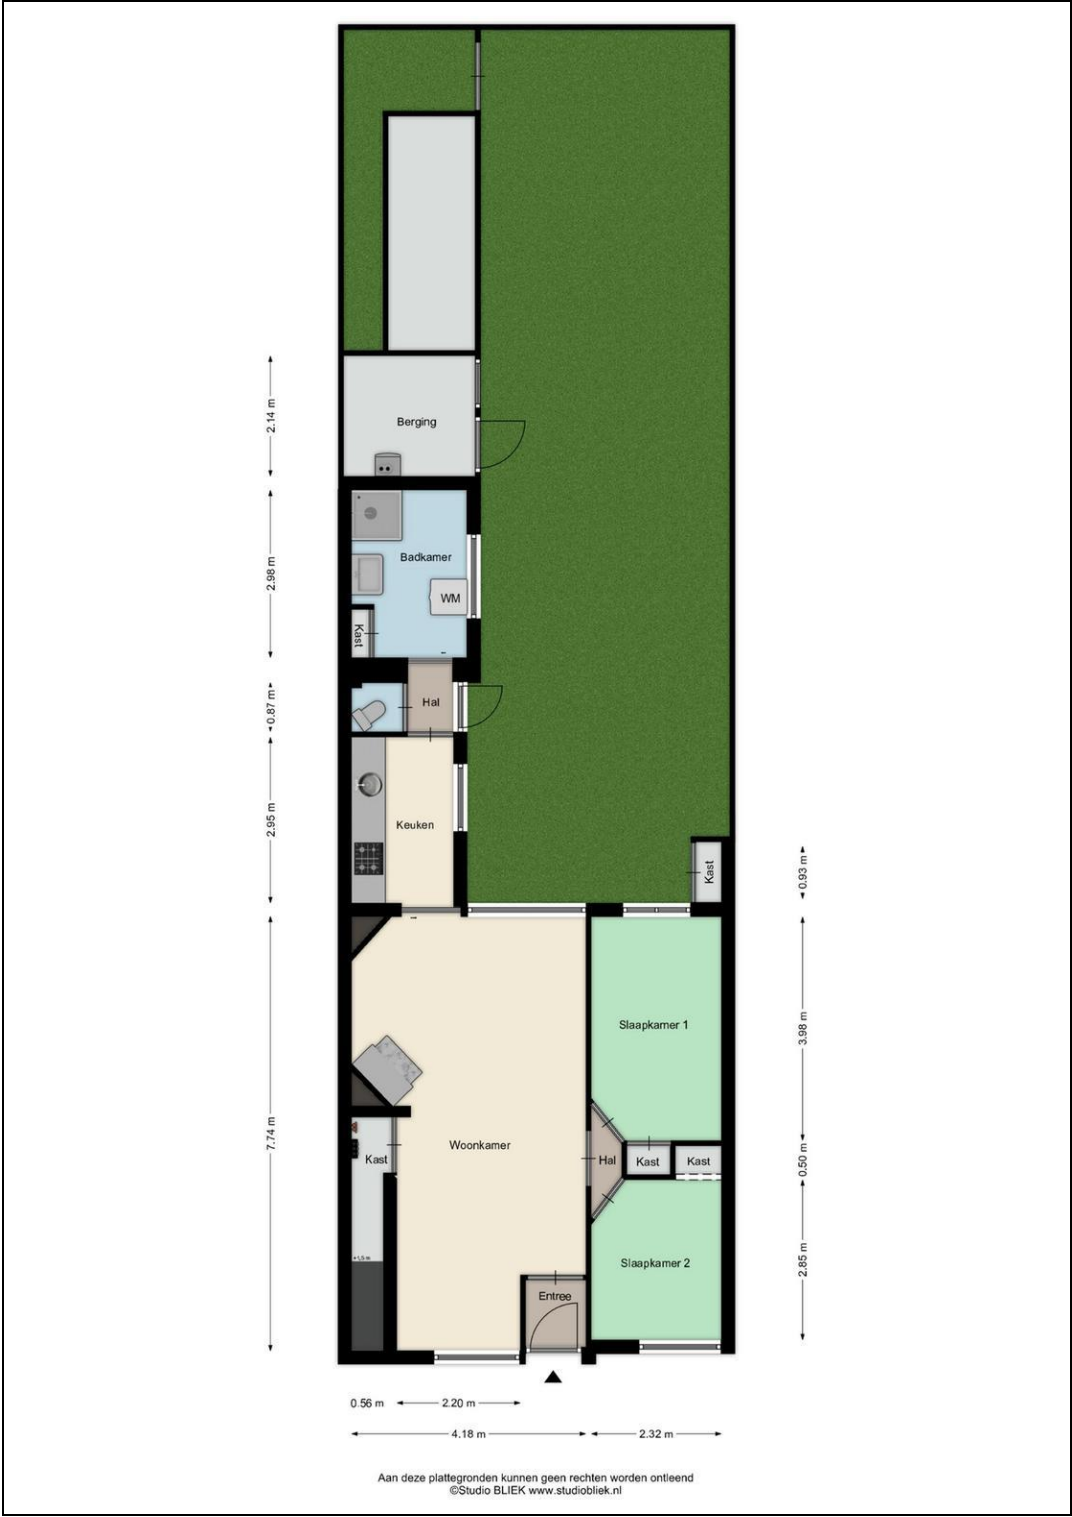 Berging
2.14 m
Badkamer
WM
Kast
2.98 m
Hal
0.87 m
Keuken
2.95 m
Kast
0.93 m
Slaapkamer 1
3.98 m
Woonkamer
7.74 m
Kast
Hal
Kast
Kast
0.50 m
Slaapkamer 2
2.85 m
Entree
0.56 m
2.20 m
4.18 m
2.32 m
Aan deze plattegronden kunnen geen rechten worden ontleend
©Studio BLIEK www.studiobliek.nl